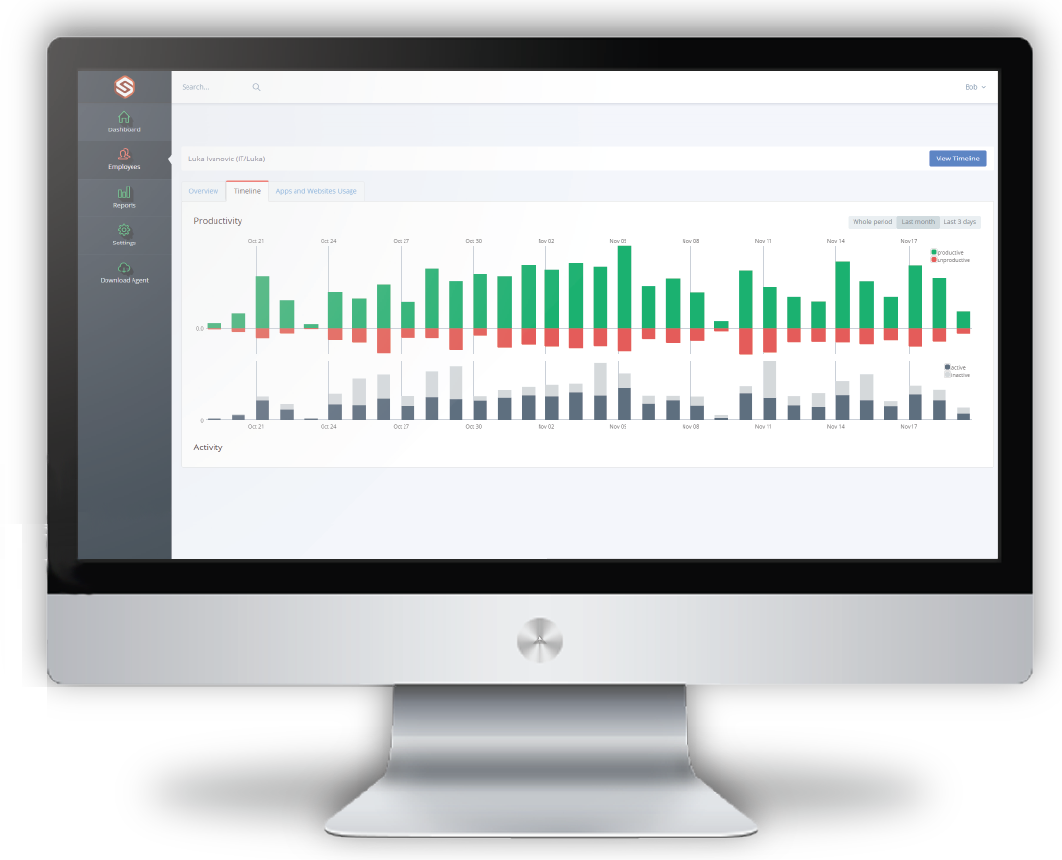 Search...
Bob
Dashboard
Employees
Reports
Settings
Download Agent
Luka Ivanovic (IT/Luka)
View Timeline
Overview Timeline Apps and Websites Usage
Productivity
Whole period Last month Last 3 days
Oct 21 Oct 24 Oct 27 Oct 30 Nov 02 Nov 05 Nov 08 Nov 11 Nov 14 Nov 17
productive
unproductive
0.0
active
inactive
0
Oct 21 Oct 24 Oct 27 Oct 30 Nov 02 Nov 05 Nov 08 Nov 11 Nov 14 Nov 17
Activity